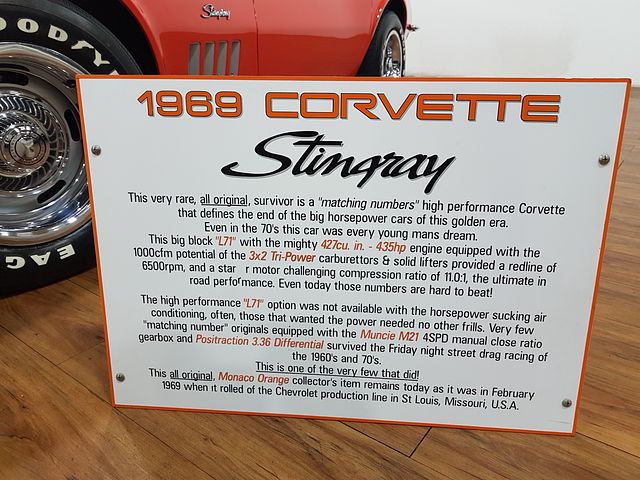 GOODYEAR
EAG
Stingray
1969 CORVETTE
Stingray
This very rare, all original, survivor is a "matching numbers" high performance Corvette
that defines the end of the big horsepower cars of this golden era.
Even in the 70's this car was every young mans dream.
This big block "L71" with the mighty 427cu. in. - 435hp engine equipped with the
1000cfm potential of the 3x2 Tri-Power carburettors & solid lifters provided a redline of
6500rpm, and a star r motor challenging compression ratio of 11.0:1, the ultimate in
road performance. Even today those numbers are hard to beat!
The high performance "L71" option was not available with the horsepower sucking air
conditioning, often, those that wanted the power needed no other frills. Very few
"matching number" originals equipped with the Muncie M21 4SPD manual close ratio
gearbox and Positraction 3.36 Differential survived the Friday night street drag racing of
the 1960's and 70's.
This is one of the very few that did!
This all original, Monaco Orange collector's item remains today as it was in February
1969 when it rolled of the Chevrolet production line in St Louis, Missouri, U.S.A.